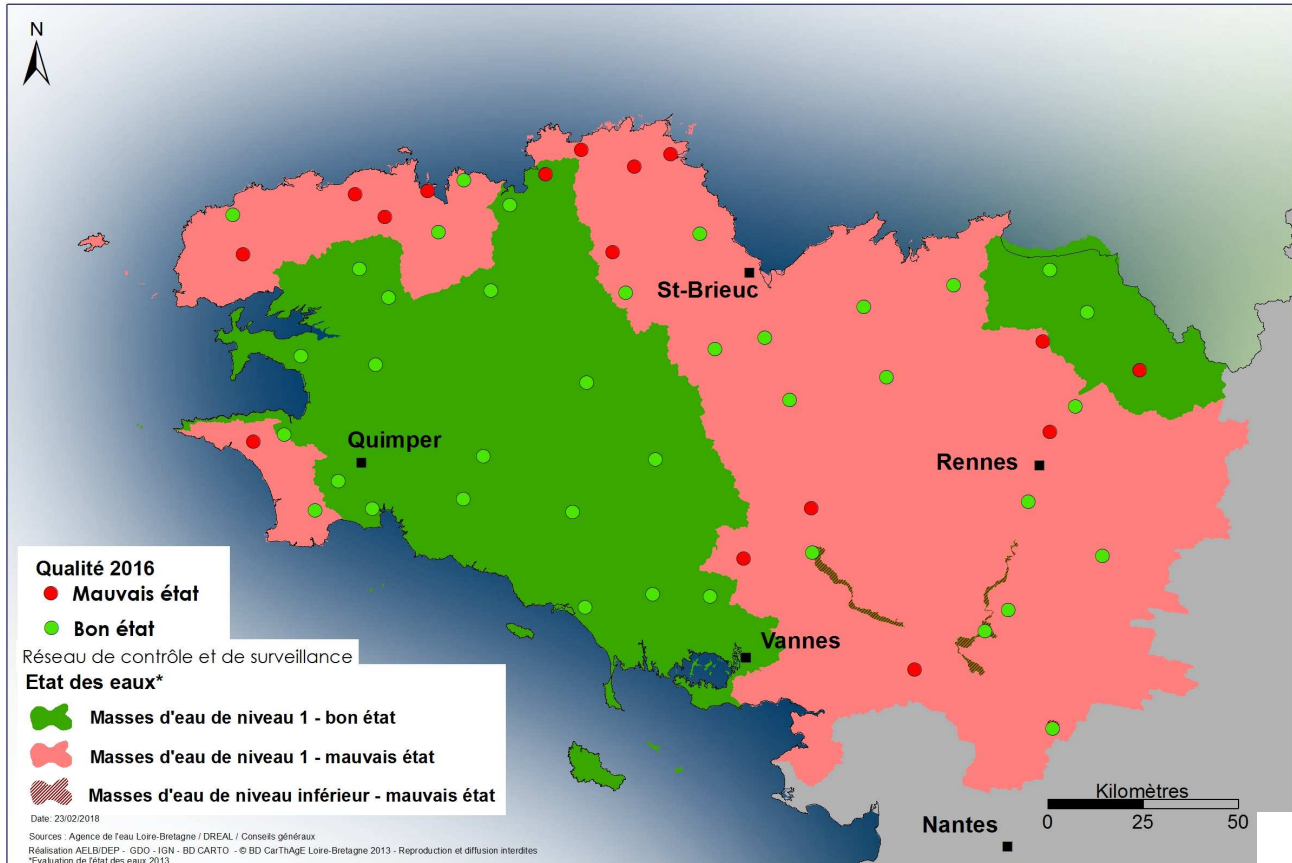 N
St-Brieuc
Quimper
Rennes
Vannes
Nantes
Qualité 2016
Mauvais état
Bon état
Réseau de contrôle et de surveillance
Etat des eaux*
Masses d'eau de niveau 1 - bon état
Masses d'eau de niveau 1 - mauvais état
Masses d'eau de niveau inférieur - mauvais état
Kilomètres
0 25 50
Date: 23/02/2018
Sources : Agence de l'eau Loire-Bretagne / DREAL / Conseils généraux
Réalisation AELB/DEP - GDO - IGN - BD CARTO - © BD CarThAgE Loire-Bretagne 2013 - Reproduction et diffusion interdites
*Evaluation de l'état des eaux 2013